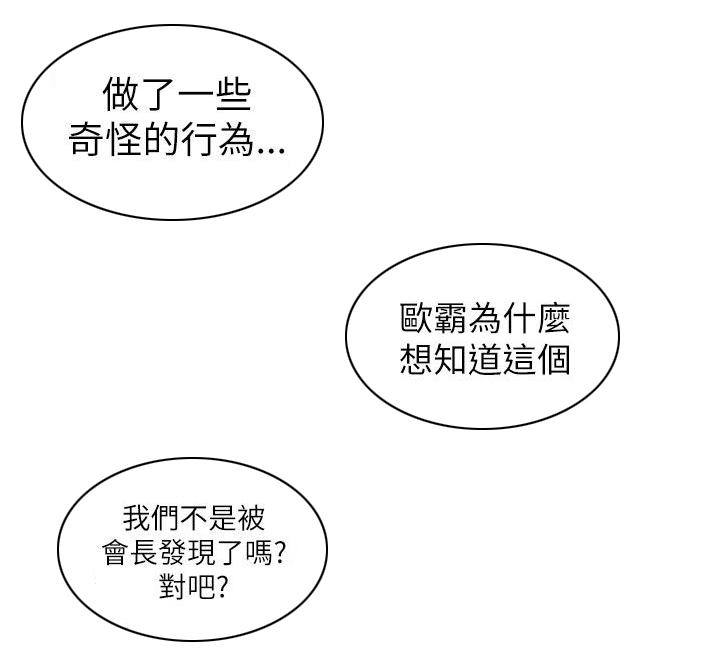 做了一些
奇怪的行為...
歐霸為什麼
想知道這個
我們不是被
會長發現了嗎?
對吧?